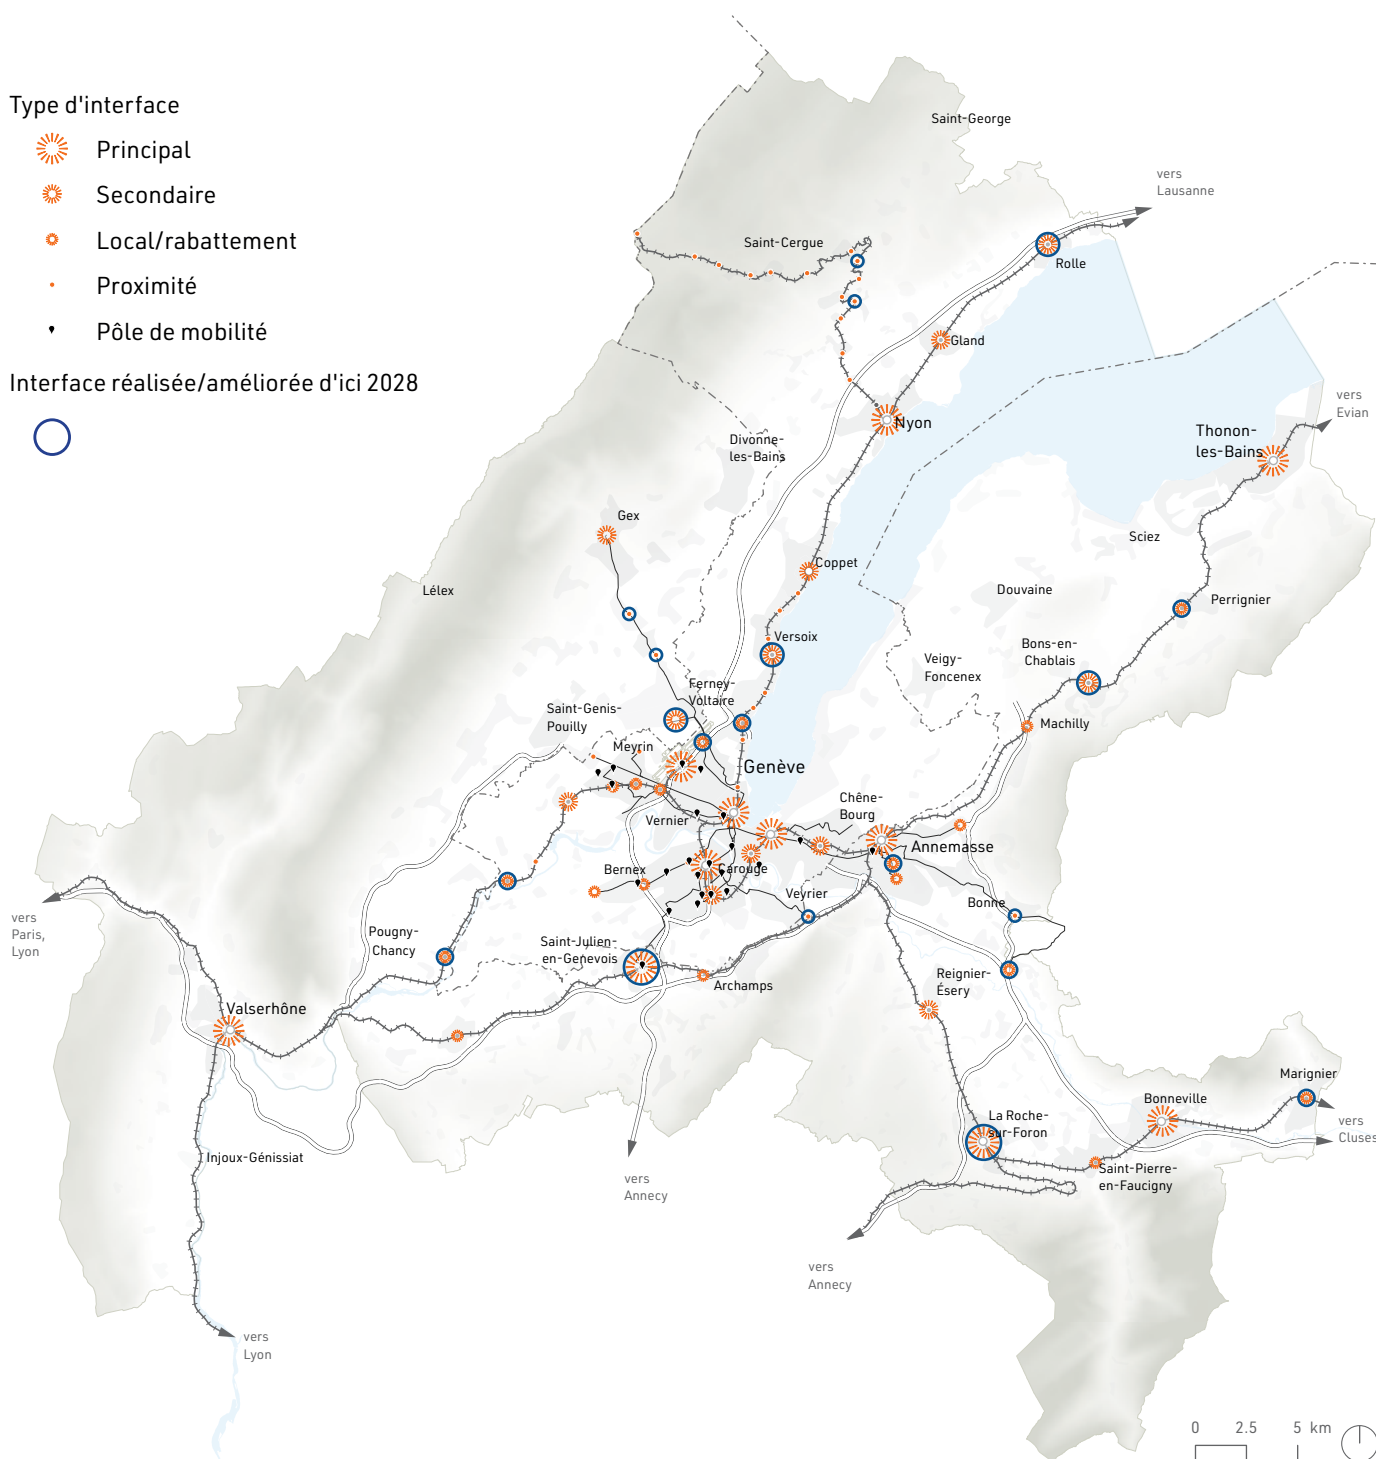 Type d'interface
Principal
Secondaire
Local/rabattement
Proximité
Pôle de mobilité
Interface réalisée/améliorée d'ici 2028
Saint-George
vers
Lausanne
Saint-Cergue
Rolle
Gland
Nyon
vers
Evian
Thonon-
les-Bains
Divonne-
les-Bains
Gex
Sciez
Coppet
Lélex
Douvaine
Perrignier
Versoix
Bons-en-
Chablais
Veigy-
Foncenex
Ferney-
Voltaire
Saint-Genis-
Pouilly
Machilly
Meyrin
Genève
Chêne-
Bourg
Vernier
Annemasse
Bernex
Carouge
Veyrier
Bonne
vers
Paris,
Lyon
Pougny-
Chancy
Saint-Julien-
en-Genevois
Archamps
Reignier-
Ésery
Valserhône
Marignier
Bonneville
La Roche-
sur-Foron
vers
Cluses
Injoux-Génissiat
Saint-Pierre-
en-Faucigny
vers
Annecy
vers
Annecy
vers
Lyon
0 2.5 5 km